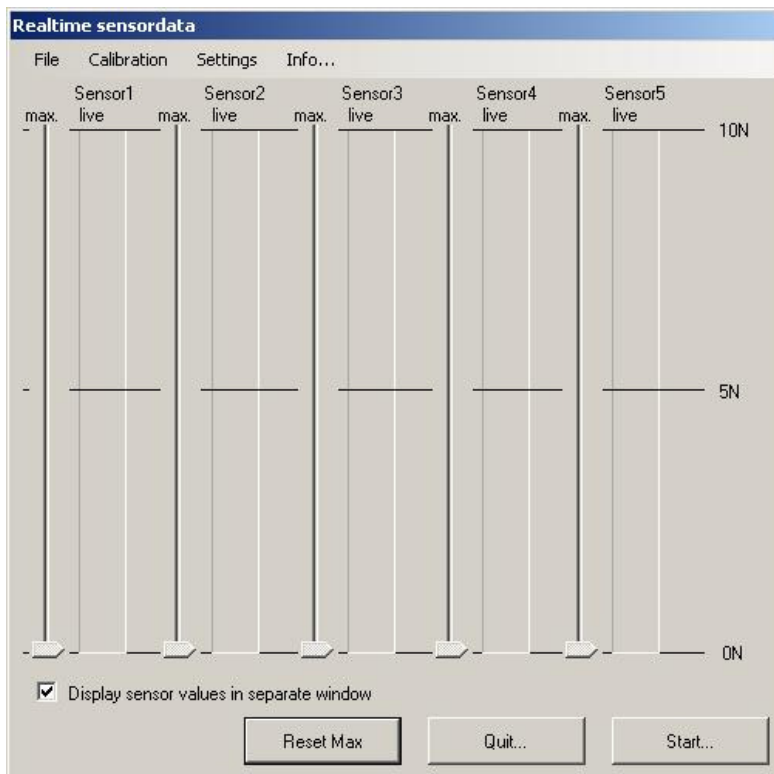 Realtime sensordata
File Calibration Settings Info...
Sensor1 Sensor2 Sensor3 Sensor4 Sensor5
max. live max. live max. live max. live max. live
10N
5N
0N
Display sensor values in separate window
Reset Max Quit... Start...